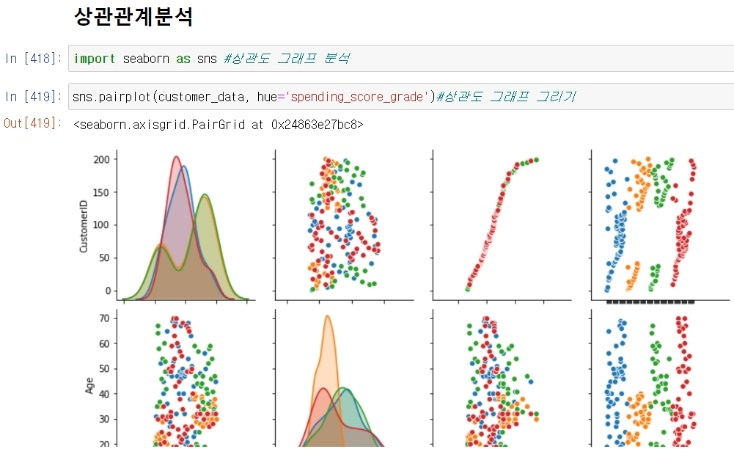 상관관계분석
In [418]: import seaborn as sns #상관도 그래프 분석
In [419]: sns.pairplot(customer_data, hue='spending_score_grade')#상관도 그래프 그리기
Out[419]: <seaborn.axisgrid.PairGrid at 0x24863e27bc8>
200
150
100
50
0
CustomerID
70
60
50
40
30
20
Age